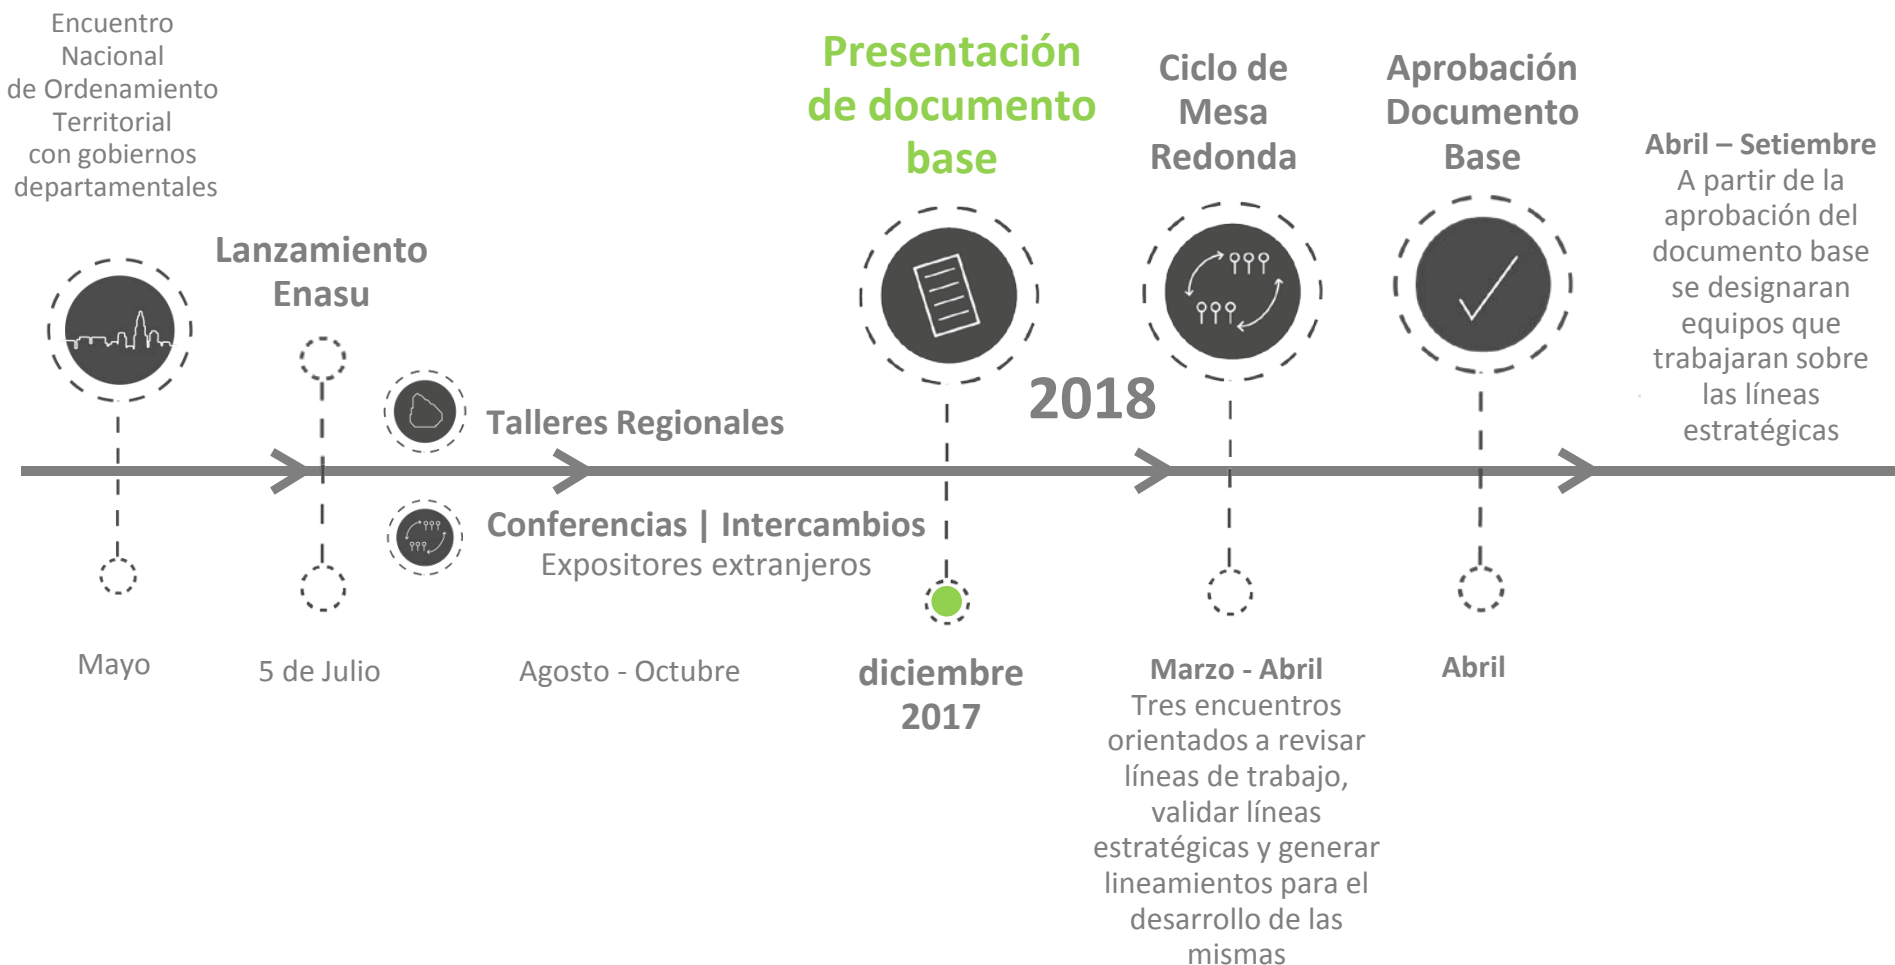 Encuentro
Nacional
de Ordenamiento
Territorial
con gobiernos
departamentales
Mayo
Lanzamiento
Enasu
5 de Julio
Talleres Regionales
Conferencias | Intercambios
Expositores extranjeros
Agosto - Octubre
Presentación
de documento
base
diciembre
2017
2018
Ciclo de
Mesa
Redonda
Marzo - Abril
Tres encuentros
orientados a revisar
líneas de trabajo,
validar líneas
estratégicas y generar
lineamientos para el
desarrollo de las
mismas
Aprobación
Documento
Base
Abril
Abril – Setiembre
A partir de la
aprobación del
documento base
se designaran
equipos que
trabajaran sobre
las líneas
estratégicas